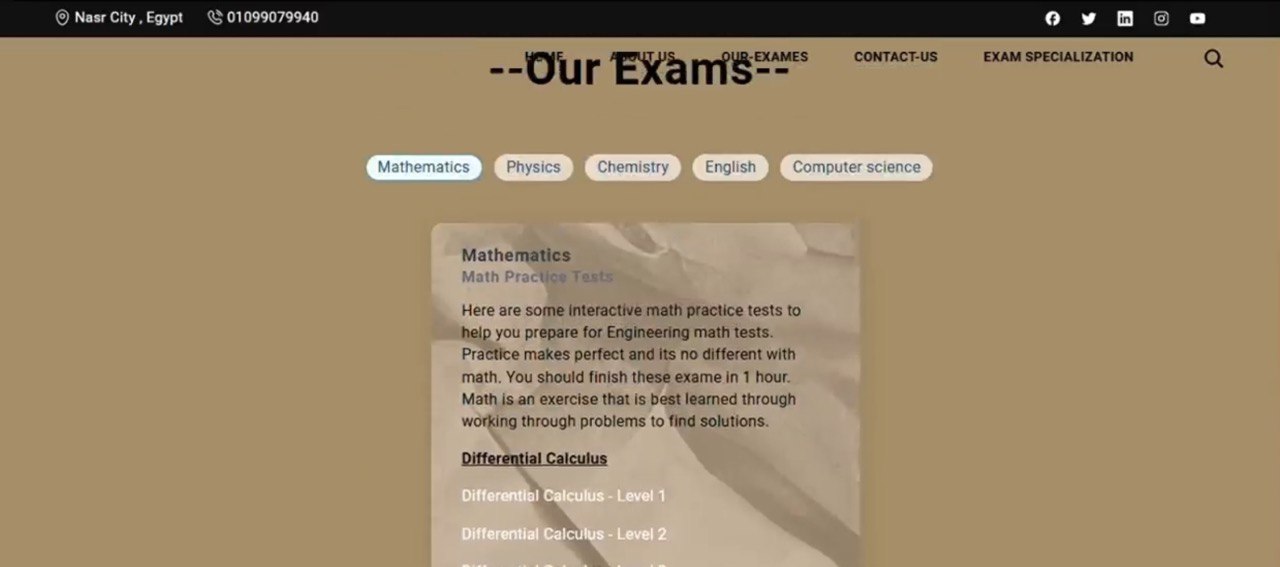 Nasr City , Egypt 01099079940
HOME ABOUT US OUR-EXAMES CONTACT-US EXAM SPECIALIZATION
--Our Exams--
Mathematics Physics Chemistry English Computer science
Mathematics
Math Practice Tests
Here are some interactive math practice tests to
help you prepare for Engineering math tests.
Practice makes perfect and its no different with
math. You should finish these exame in 1 hour.
Math is an exercise that is best learned through
working through problems to find solutions.
Differential Calculus
Differential Calculus - Level 1
Differential Calculus - Level 2